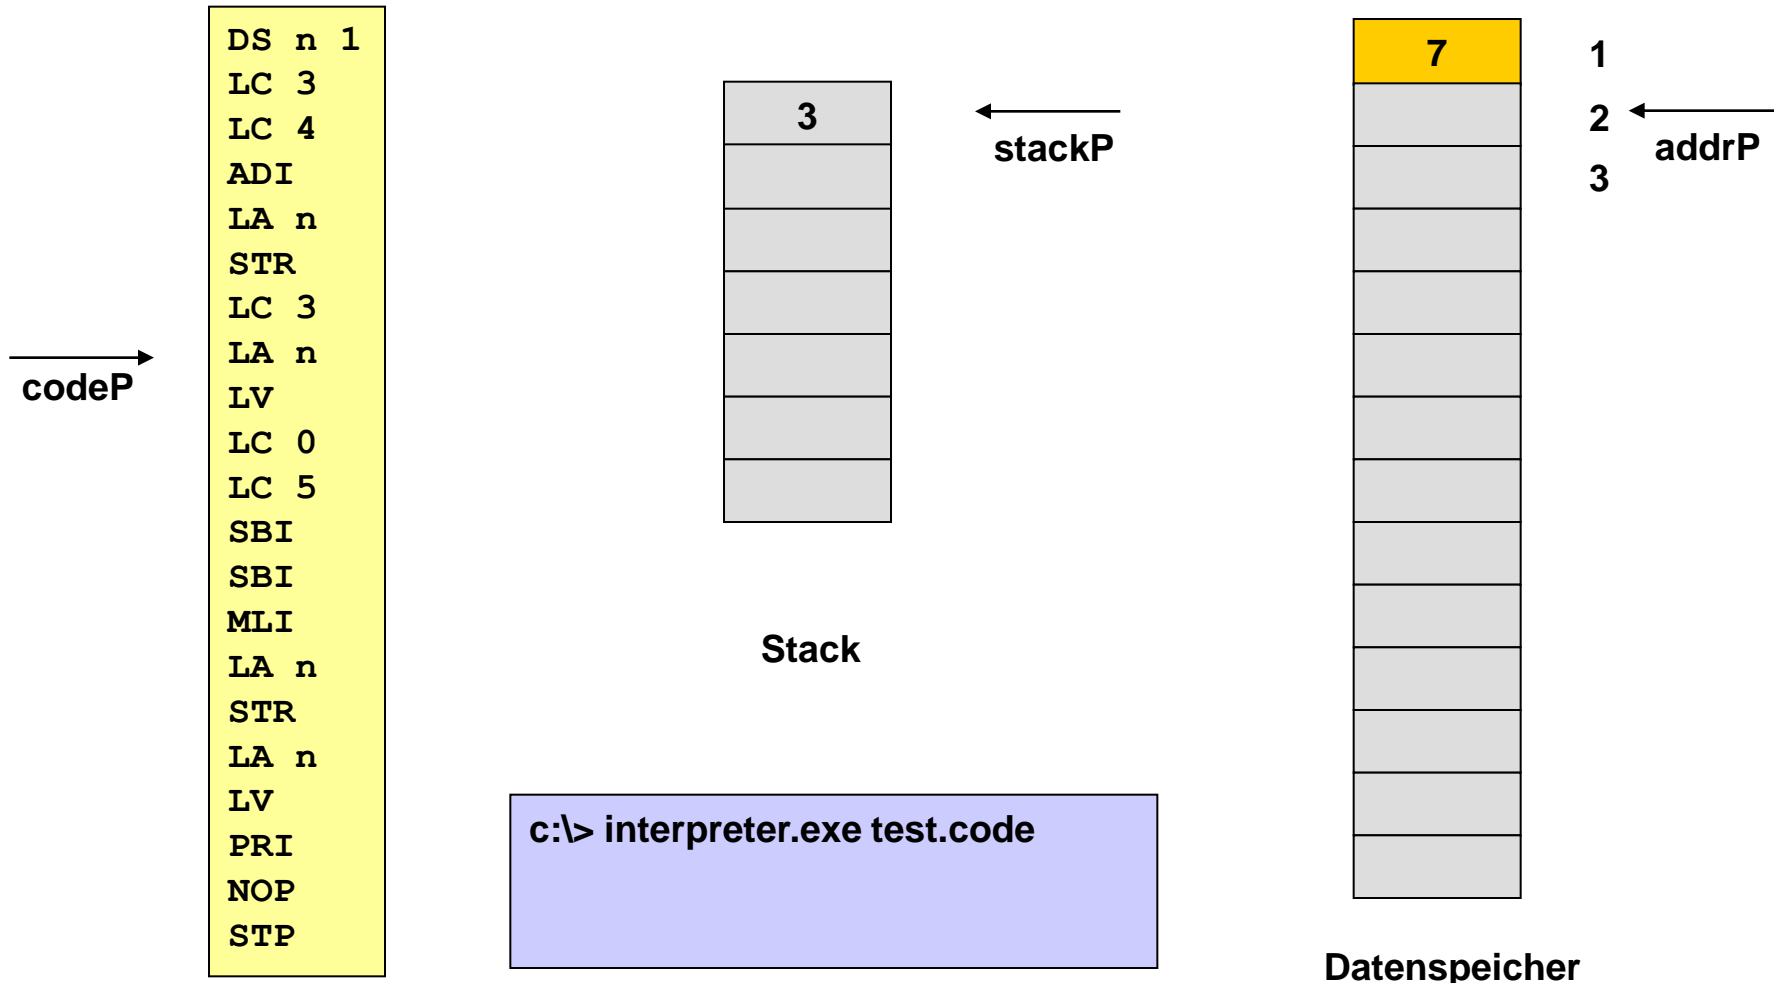 DS n 1
LC 3
LC 4
ADI
LA n
STR
LC 3
LA n
LV
LC 0
LC 5
SBI
SBI
MLI
LA n
STR
LA n
LV
PRI
NOP
STP
codeP
3
stackP
Stack
c:\> interpreter.exe test.code
7
1
2
3
addrP
Datenspeicher